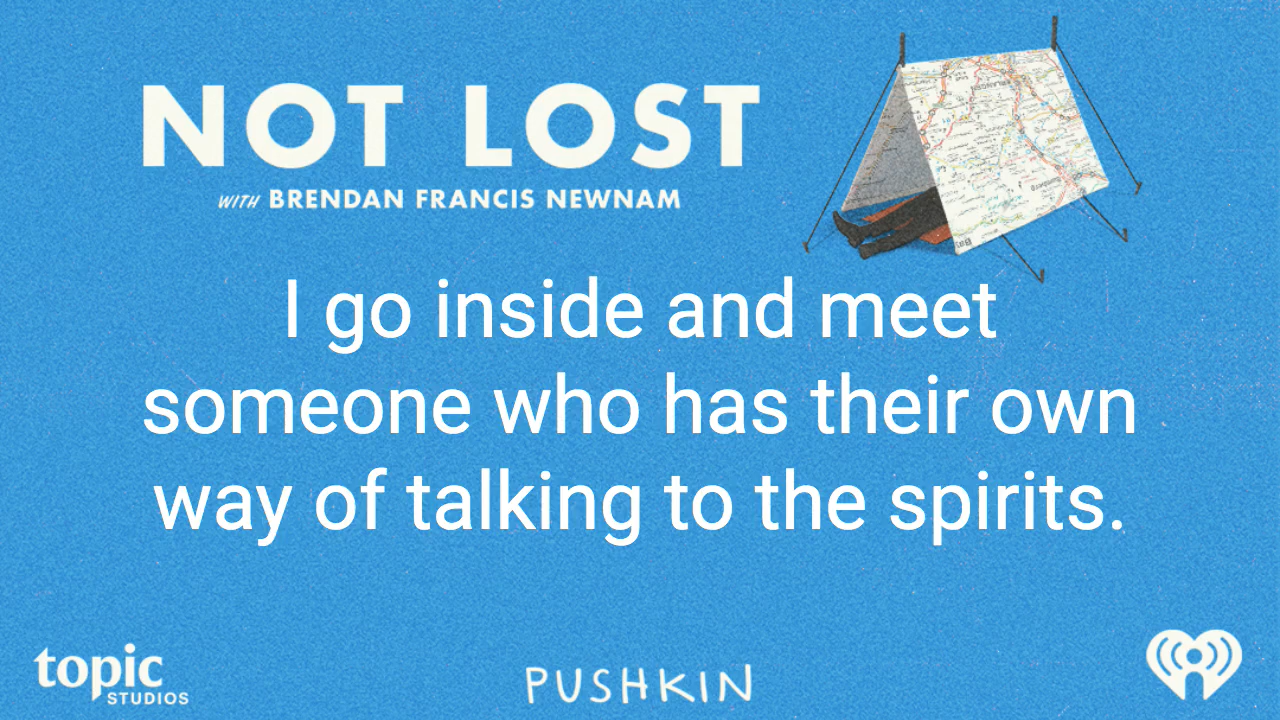 NOT LOST
WITH BRENDAN FRANCIS NEWNAM
I go inside and meet
someone who has their own
way of talking to the spirits.
topic
STUDIOS
PUSHKIN